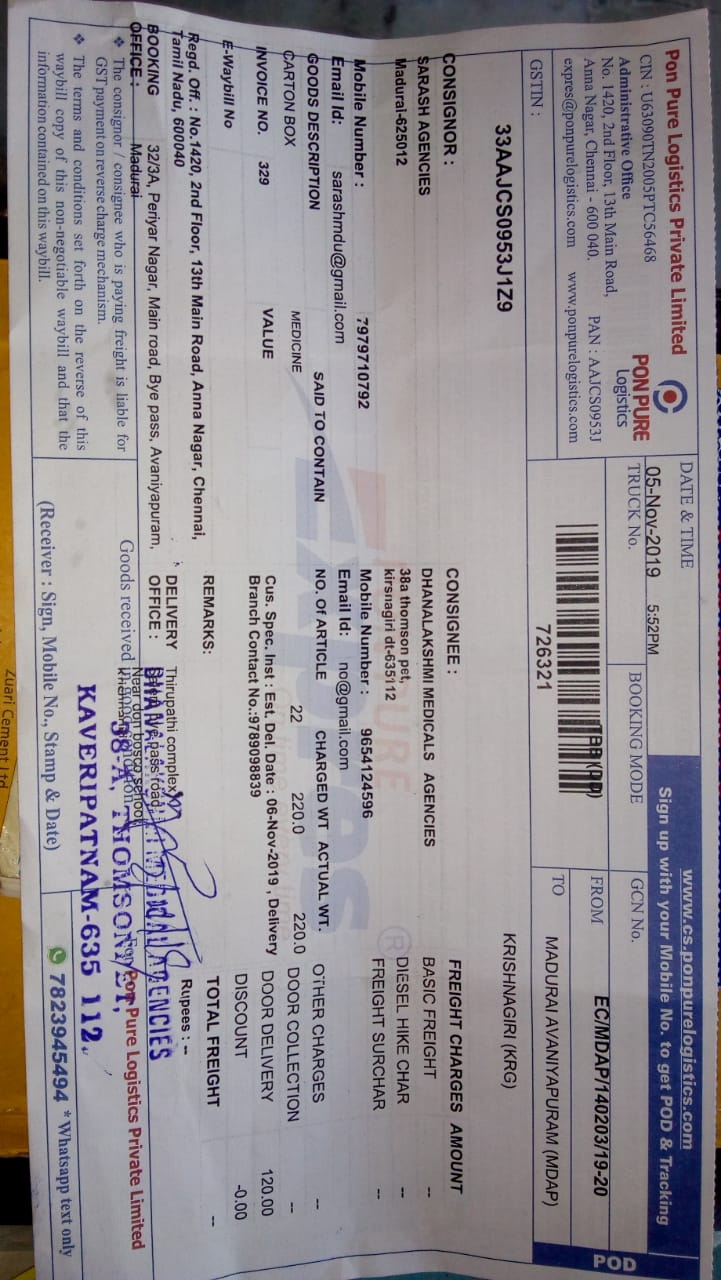 Pon Pure Logistics Private Limited
CIN : U63090TN2005PTC56468
Administrative Office
No. 1420, 2nd Floor, 13th Main Road,
Anna Nagar, Chennai - 600 040. PAN : AAJCS0953J
expres@ponpurelogistics.com www.ponpurelogistics.com
PON PURE
Logistics
DATE & TIME
05-Nov-2019 5:52PM
TRUCK No.
BOOKING MODE
TBB (PD)
726321
www.cs.ponpurelogistics.com
Sign up with your Mobile No. to get POD & Tracking
GCN No.
EC/MDAP/140203/19-20
FROM
MADURAI AVANIYAPURAM (MDAP)
TO
KRISHNAGIRI (KRG)
POD
GSTIN :
33AAJCS0953J1Z9
CONSIGNOR :
SARASH AGENCIES
Madurai-625012
Mobile Number : 7979710792
Email Id: sarashmdu@gmail.com
CONSIGNEE :
DHANALAKSHMI MEDICALS AGENCIES
38a thomson pet,
kirsnagiri dt-635112
Mobile Number : 9654124596
Email Id: no@gmail.com
GOODS DESCRIPTION SAID TO CONTAIN NO. OF ARTICLE CHARGED WT ACTUAL WT.
CARTON BOX MEDICINE 22 220.0 220.0
INVOICE NO. 329 VALUE
Cus. Spec. Inst : Est. Del. Date : 06-Nov-2019 , Delivery
Branch Contact No.:9789098839
E-Waybill No
REMARKS:
FREIGHT CHARGES AMOUNT
BASIC FREIGHT --
DIESEL HIKE CHAR --
FREIGHT SURCHAR --
OTHER CHARGES --
DOOR COLLECTION --
DOOR DELIVERY 120.00
DISCOUNT -0.00
TOTAL FREIGHT --
Rupees : --
Regd. Off. : No.1420, 2nd Floor, 13th Main Road, Anna Nagar, Chennai,
Tamil Nadu, 600040
BOOKING OFFICE : 32/3A, Periyar Nagar, Main road, Bye pass, Avaniyapuram,
Madurai
DELIVERY OFFICE : Thirupathi complex,
Near don bosco school
❖ The consignor / consignee who is paying freight is liable for
GST payment on reverse charge mechanism.
❖ The terms and conditions set forth on the reverse of this
waybill copy of this non-negotiable waybill and that the
information contained on this waybill.
Goods received
AGENCIES
38-A, THOMSON PET,
KAVERIPATNAM-635 112.
(Receiver : Sign, Mobile No., Stamp & Date)
For Pon Pure Logistics Private Limited
7823945494 * Whatsapp text only
Zuari Cement Ltd